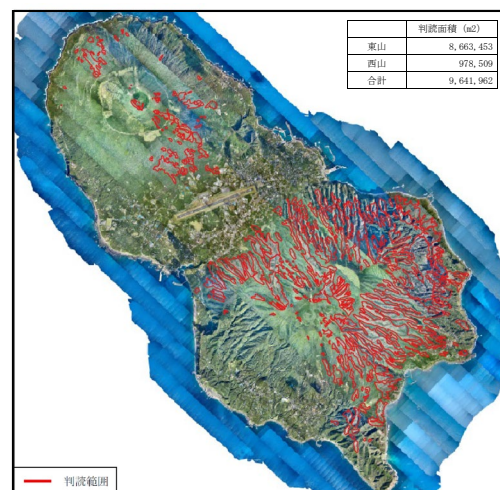 判読面積 (m2)
東山 8,663,453
西山 978,509
合計 9,641,962
判読範囲